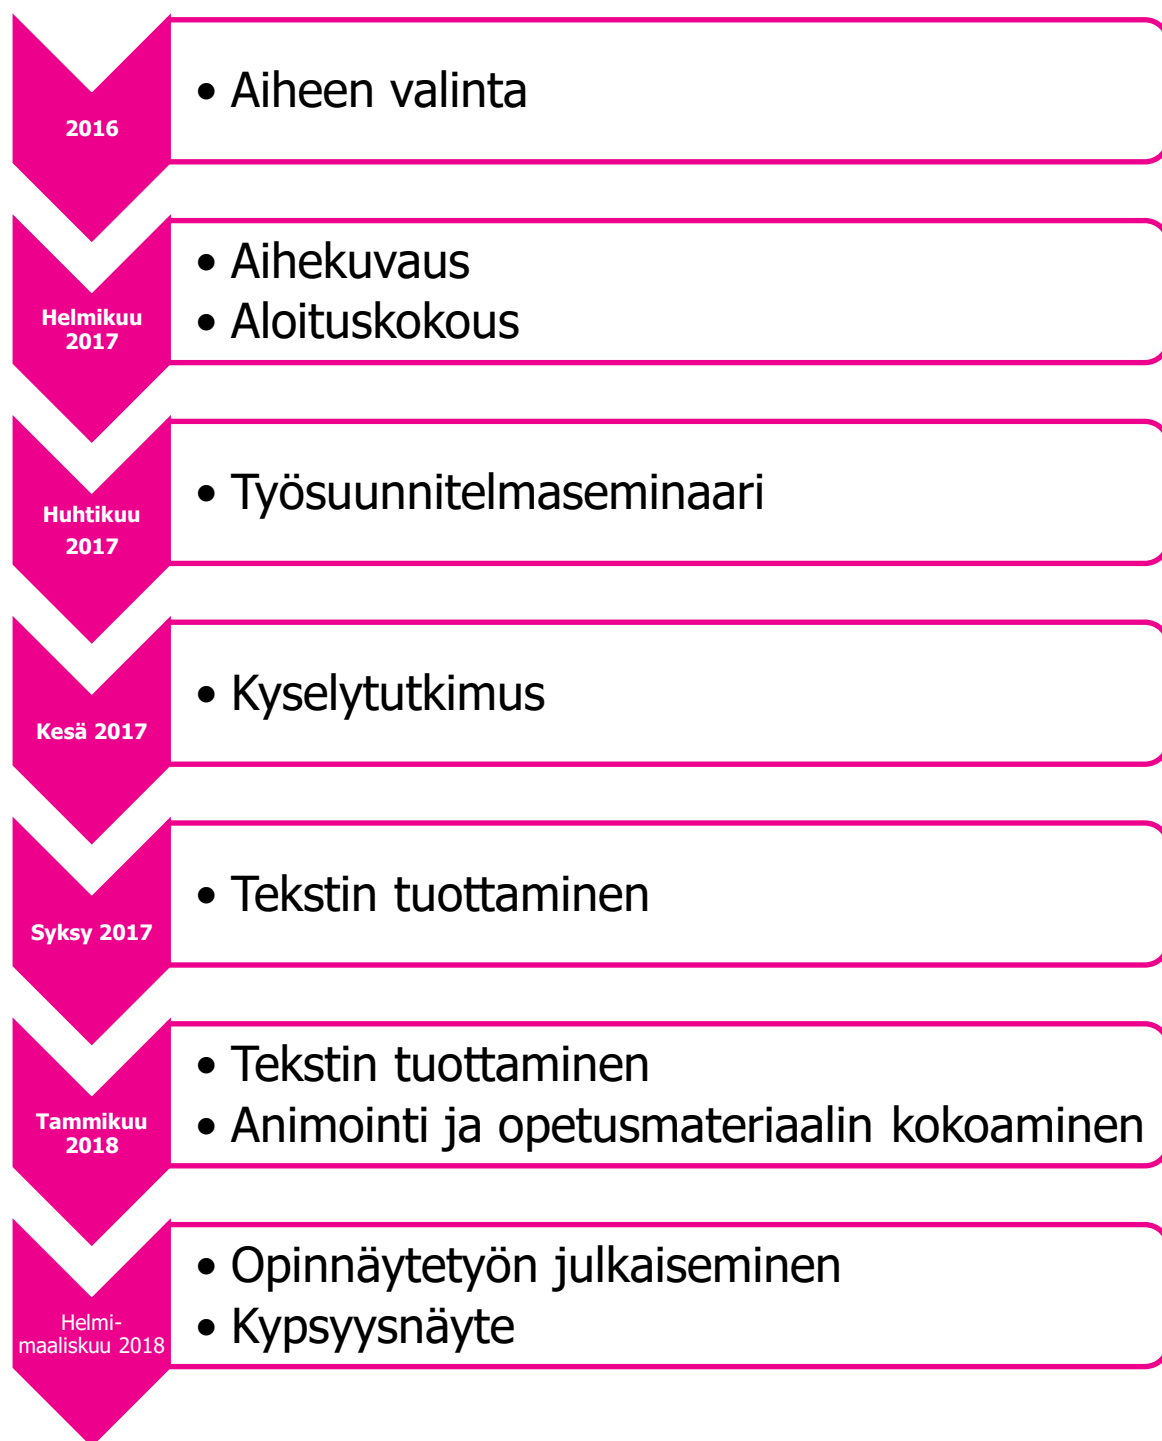 2016
• Aiheen valinta
Helmikuu
2017
• Aihekuvaus
• Aloituskokous
Huhtikuu
2017
• Työsuunnitelmaseminaari
Kesä 2017
• Kyselytutkimus
Syksy 2017
• Tekstin tuottaminen
Tammikuu
2018
• Tekstin tuottaminen
• Animointi ja opetusmateriaalin kokoaminen
Helmi-
maaliskuu 2018
• Opinnäytetyön julkaiseminen
• Kypsyysnäyte